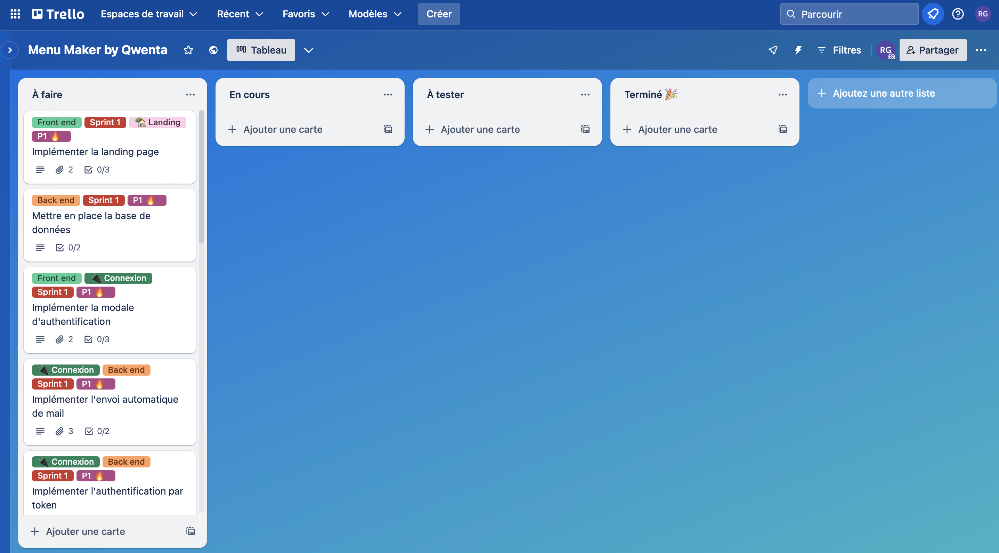 Trello Espaces de travail Récent Favoris Modèles Créer Parcourir RG
Menu Maker by Qwenta Tableau Filtres RG Partager
À faire
Front end Sprint 1 🏡 Landing
P1 🔥
Implémenter la landing page
2 0/3
Back end Sprint 1 P1 🔥
Mettre en place la base de
données
0/2
Front end 🔌 Connexion
Sprint 1 P1 🔥
Implémenter la modale
d'authentification
2 0/3
🔌 Connexion Back end
Sprint 1 P1 🔥
Implémenter l'envoi automatique
de mail
3 0/2
🔌 Connexion Back end
Sprint 1 P1 🔥
Implémenter l'authentification par
token
+ Ajouter une carte
En cours
+ Ajouter une carte
À tester
+ Ajouter une carte
Terminé 🎉
+ Ajouter une carte
+ Ajoutez une autre liste